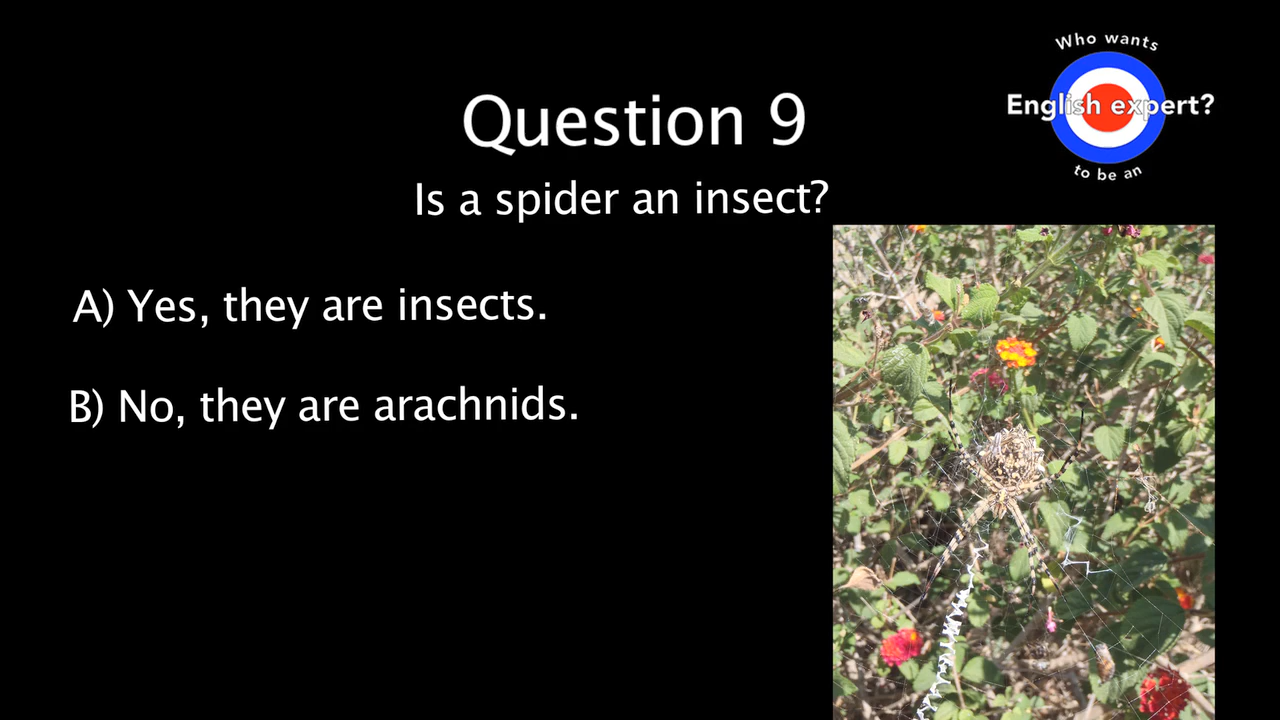 Who wants
English expert?
to be an
Question 9
Is a spider an insect?
A) Yes, they are insects.
B) No, they are arachnids.